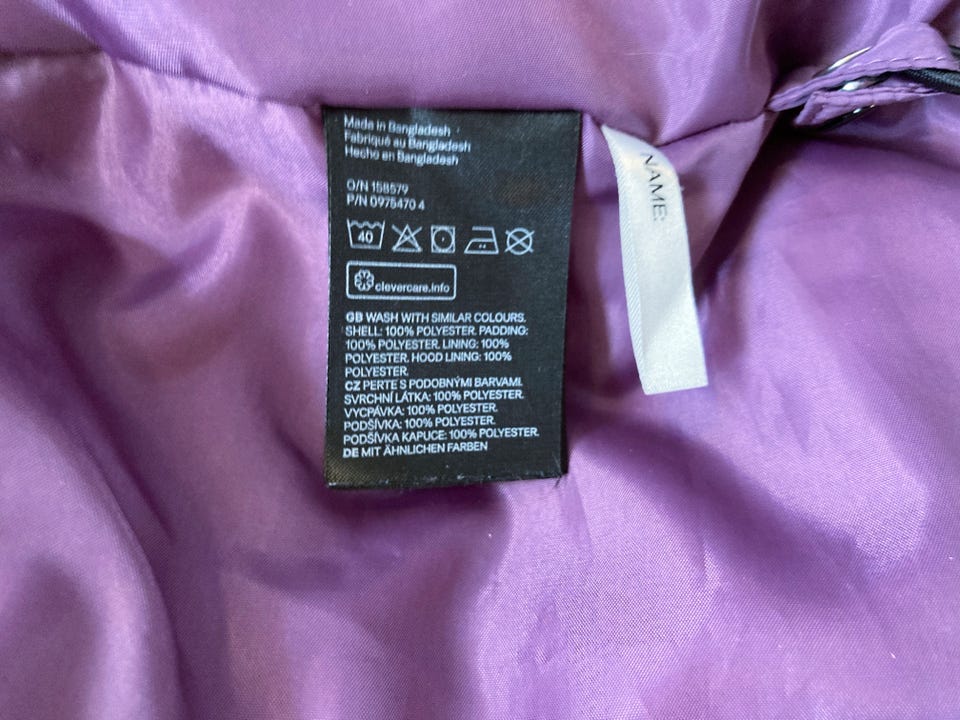 Made in Bangladesh
Fabriqué au Bangladesh
Hecho en Bangladesh
O/N 158579
P/N 0975470 4
40
clevercare.info
GB WASH WITH SIMILAR COLOURS.
SHELL: 100% POLYESTER. PADDING:
100% POLYESTER. LINING: 100%
POLYESTER. HOOD LINING: 100%
POLYESTER.
CZ PERTE S PODOBNÝMI BARVAMI.
SVRCHNÍ LÁTKA: 100% POLYESTER.
VYCPÁVKA: 100% POLYESTER.
PODŠÍVKA: 100% POLYESTER.
PODŠÍVKA KAPUCE: 100% POLYESTER.
DE MIT ÄHNLICHEN FARBEN
NAME: